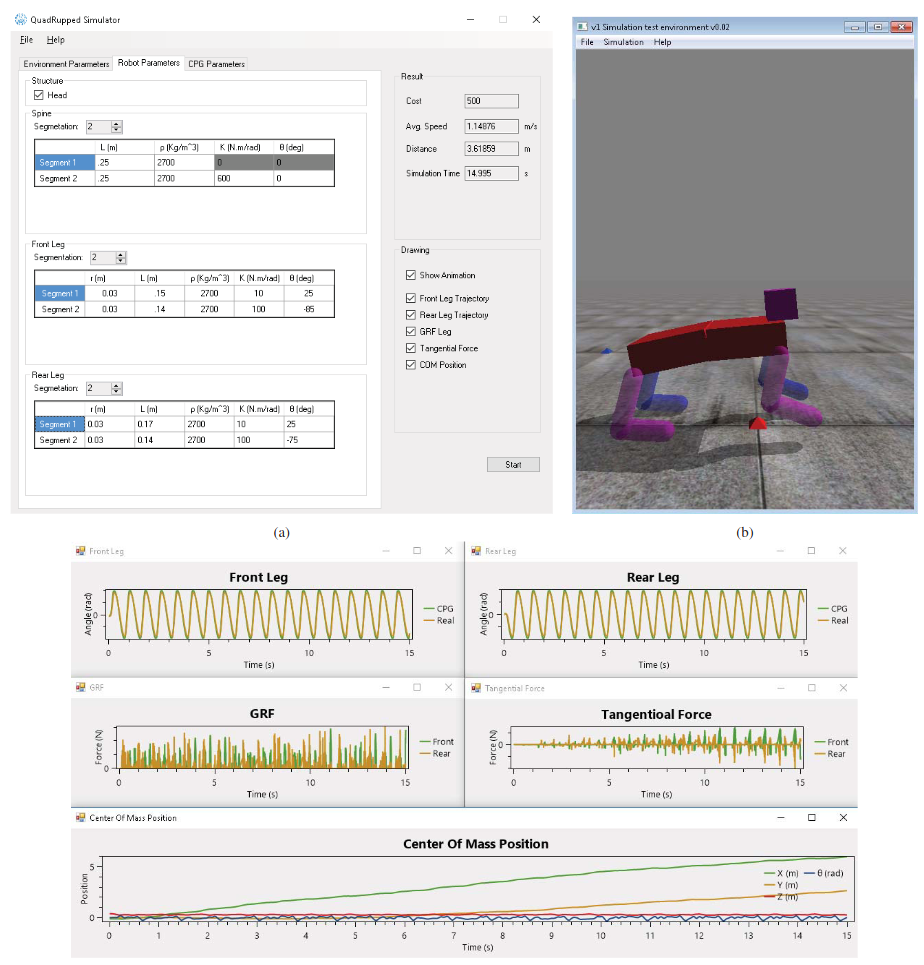 QuadRupped Simulator
File Help
Environment Parameters Robot Parameters CPG Parameters
Structure
Head
Spine
Segmetation: 2
L (m) ρ (Kg/m^3) K (N.m/rad) θ (deg)
Segment 1 .25 2700 0 0
Segment 2 .25 2700 600 0
Front Leg
Segmentation: 2
r (m) L (m) ρ (Kg/m^3) K (N.m/rad) θ (deg)
Segment 1 0.03 .15 2700 10 25
Segment 2 0.03 .14 2700 100 -85
Rear Leg
Segmetation: 2
r (m) L (m) ρ (Kg/m^3) K (N.m/rad) θ (deg)
Segment 1 0.03 0.17 2700 10 25
Segment 2 0.03 0.14 2700 100 -75
Result
Cost 500
Avg. Speed 1.14876 m/s
Distance 3.61859 m
Simulation Time 14.995 s
Drawing
Show Animation
Front Leg Trajectory
Rear Leg Trajectory
GRF Leg
Tangential Force
COM Position
Start
(a)
v1 Simulation test environment v0.02
File Simulation Help
(b)
Front Leg
Front Leg
Angle (rad)
0
CPG
Real
0 5 10 15
Time (s)
Rear Leg
Rear Leg
Angle (rad)
0
CPG
Real
0 5 10 15
Time (s)
GRF
GRF
Force (N)
0
Front
Rear
0 5 10 15
Time (s)
Tangential Force
Tangentioal Force
Force (N)
0
Front
Rear
0 5 10 15
Time (s)
Center Of Mass Position
Center Of Mass Position
Position
5
0
X (m) θ (rad)
Y (m)
Z (m)
0 1 2 3 4 5 6 7 8 9 10 11 12 13 14 15
Time (s)